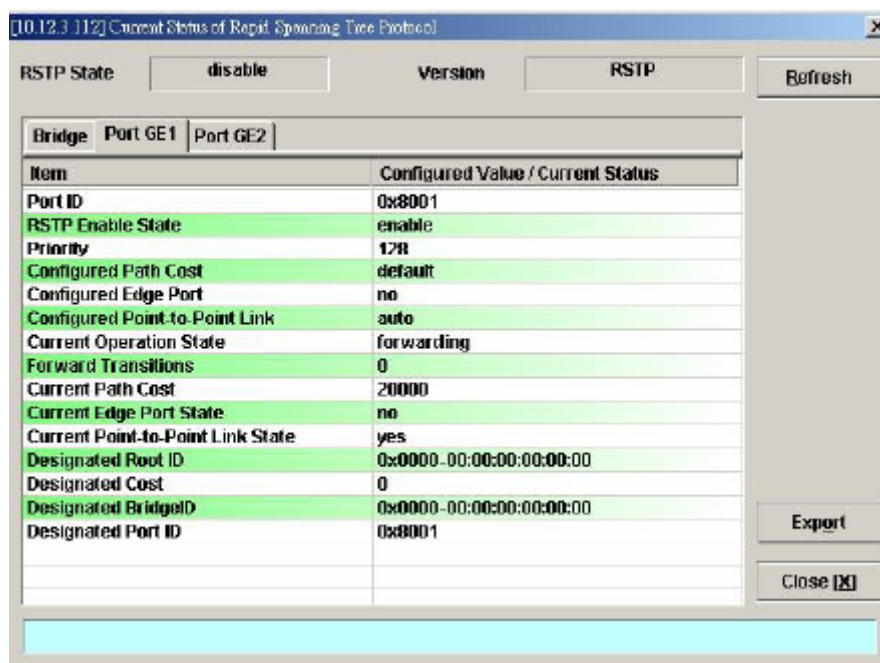 [10.12.3.112] Current Status of Rapid Spanning Tree Protocol
RSTP State disable Version RSTP Refresh
Bridge Port GE1 Port GE2
Item Configured Value / Current Status
Port ID 0x8001
RSTP Enable State enable
Priority 128
Configured Path Cost default
Configured Edge Port no
Configured Point-to-Point Link auto
Current Operation State forwarding
Forward Transitions 0
Current Path Cost 20000
Current Edge Port State no
Current Point-to-Point Link State yes
Designated Root ID 0x0000-00:00:00:00:00:00
Designated Cost 0
Designated BridgeID 0x0000-00:00:00:00:00:00
Designated Port ID 0x8001
Export
Close [X]